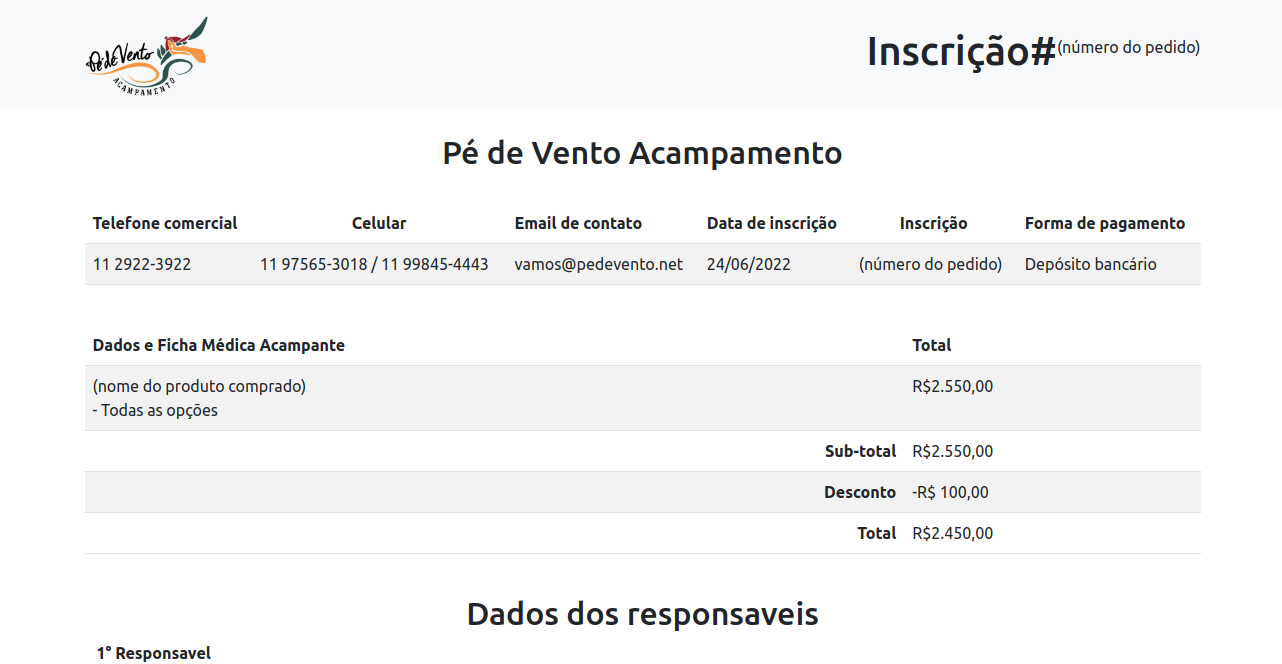 Pé de Vento
ACAMPAMENTO
Inscrição#(número do pedido)
Pé de Vento Acampamento
Telefone comercial Celular Email de contato Data de inscrição Inscrição Forma de pagamento
11 2922-3922 11 97565-3018 / 11 99845-4443 vamos@pedevento.net 24/06/2022 (número do pedido) Depósito bancário
Dados e Ficha Médica Acampante Total
(nome do produto comprado) R$2.550,00
- Todas as opções
Sub-total R$2.550,00
Desconto -R$ 100,00
Total R$2.450,00
Dados dos responsaveis
1° Responsavel